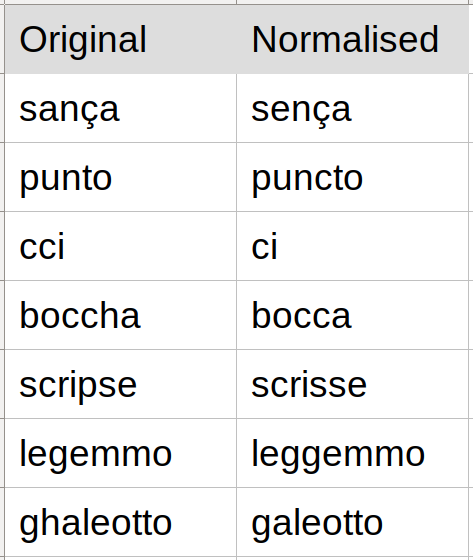 Original Normalised
sança sença
punto puncto
cci ci
boccha bocca
scripse scrisse
legemmo leggemmo
ghaleotto galeotto